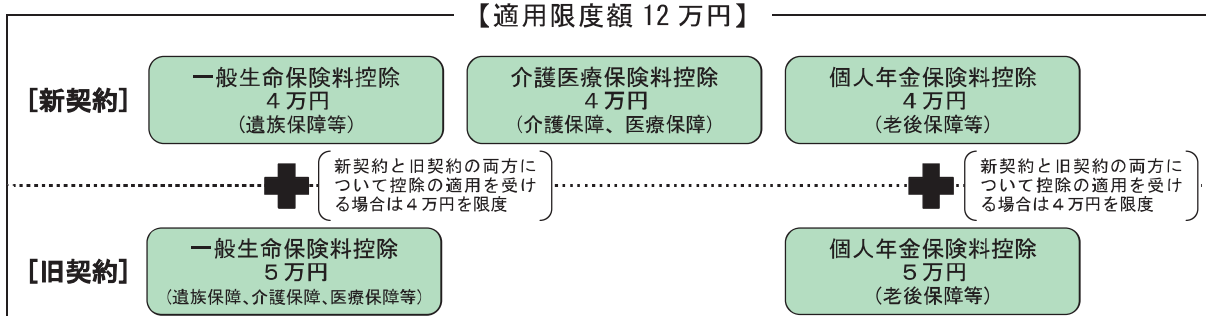 【適用限度額 12 万円】
[新契約]
一般生命保険料控除
4万円
(遺族保障等)
介護医療保険料控除
4万円
(介護保障、医療保障)
個人年金保険料控除
4万円
(老後保障等)
新契約と旧契約の両方に
ついて控除の適用を受け
る場合は4万円を限度
新契約と旧契約の両方に
ついて控除の適用を受け
る場合は4万円を限度
[旧契約]
一般生命保険料控除
5万円
(遺族保障、介護保障、医療保障等)
個人年金保険料控除
5万円
(老後保障等)